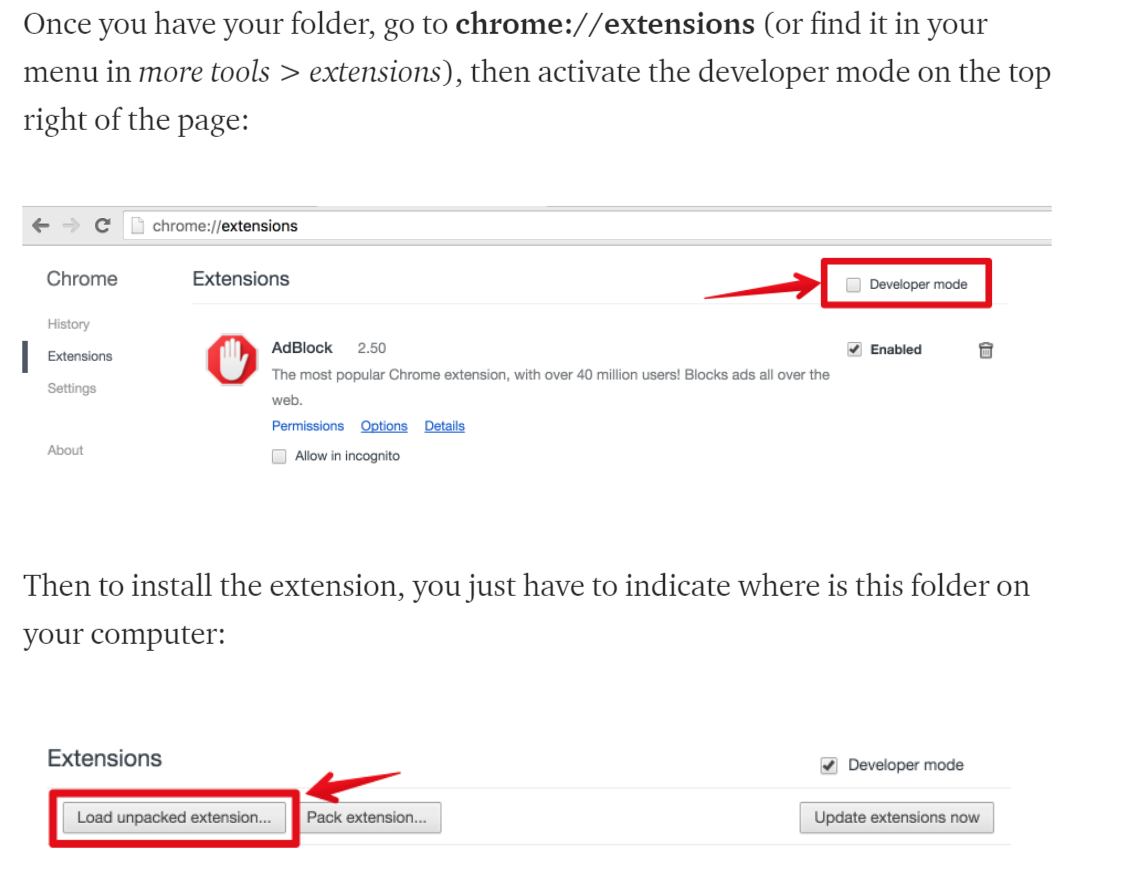 Once you have your folder, go to chrome://extensions (or find it in your
menu in more tools > extensions), then activate the developer mode on the top
right of the page:
chrome://extensions
Chrome
Extensions
Developer mode
History
Extensions
Settings
About
AdBlock 2.50
Enabled
The most popular Chrome extension, with over 40 million users! Blocks ads all over the
web.
Permissions Options Details
Allow in incognito
Then to install the extension, you just have to indicate where is this folder on
your computer:
Extensions
Developer mode
Load unpacked extension... Pack extension... Update extensions now